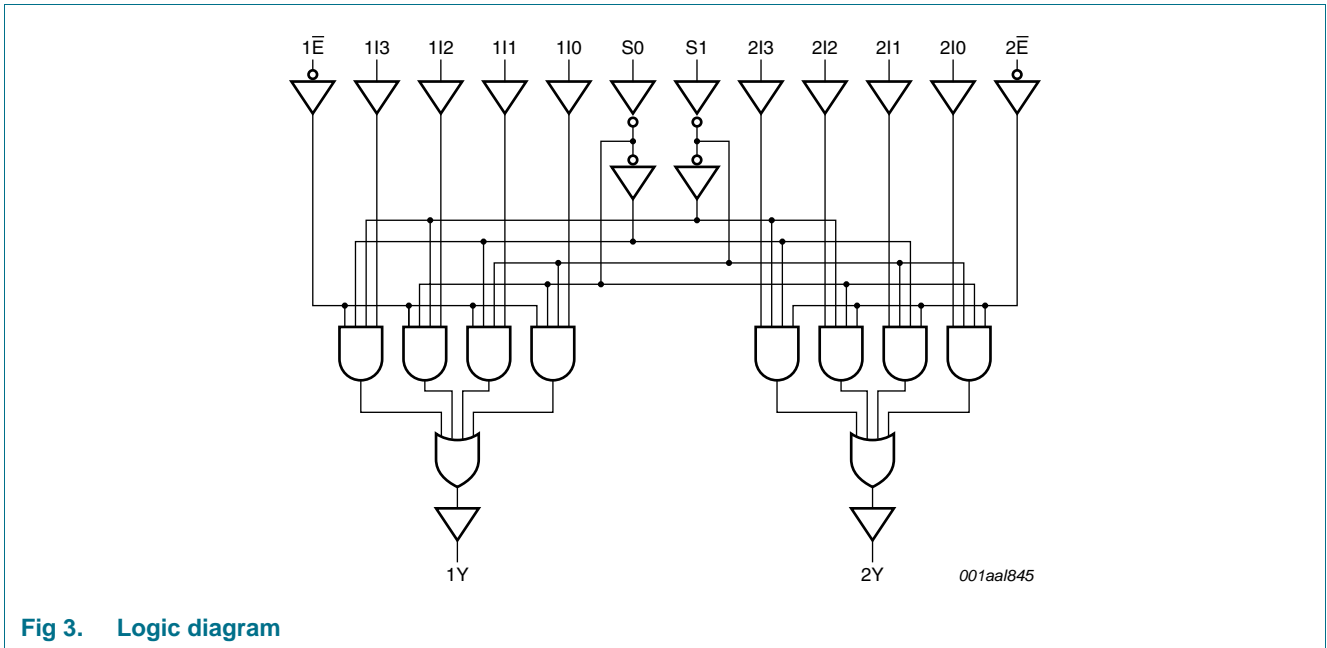 1E̅ 1I3 1I2 1I1 1I0 S0 S1 2I3 2I2 2I1 2I0 2E̅
1Y 2Y 001aal845
Fig 3. Logic diagram